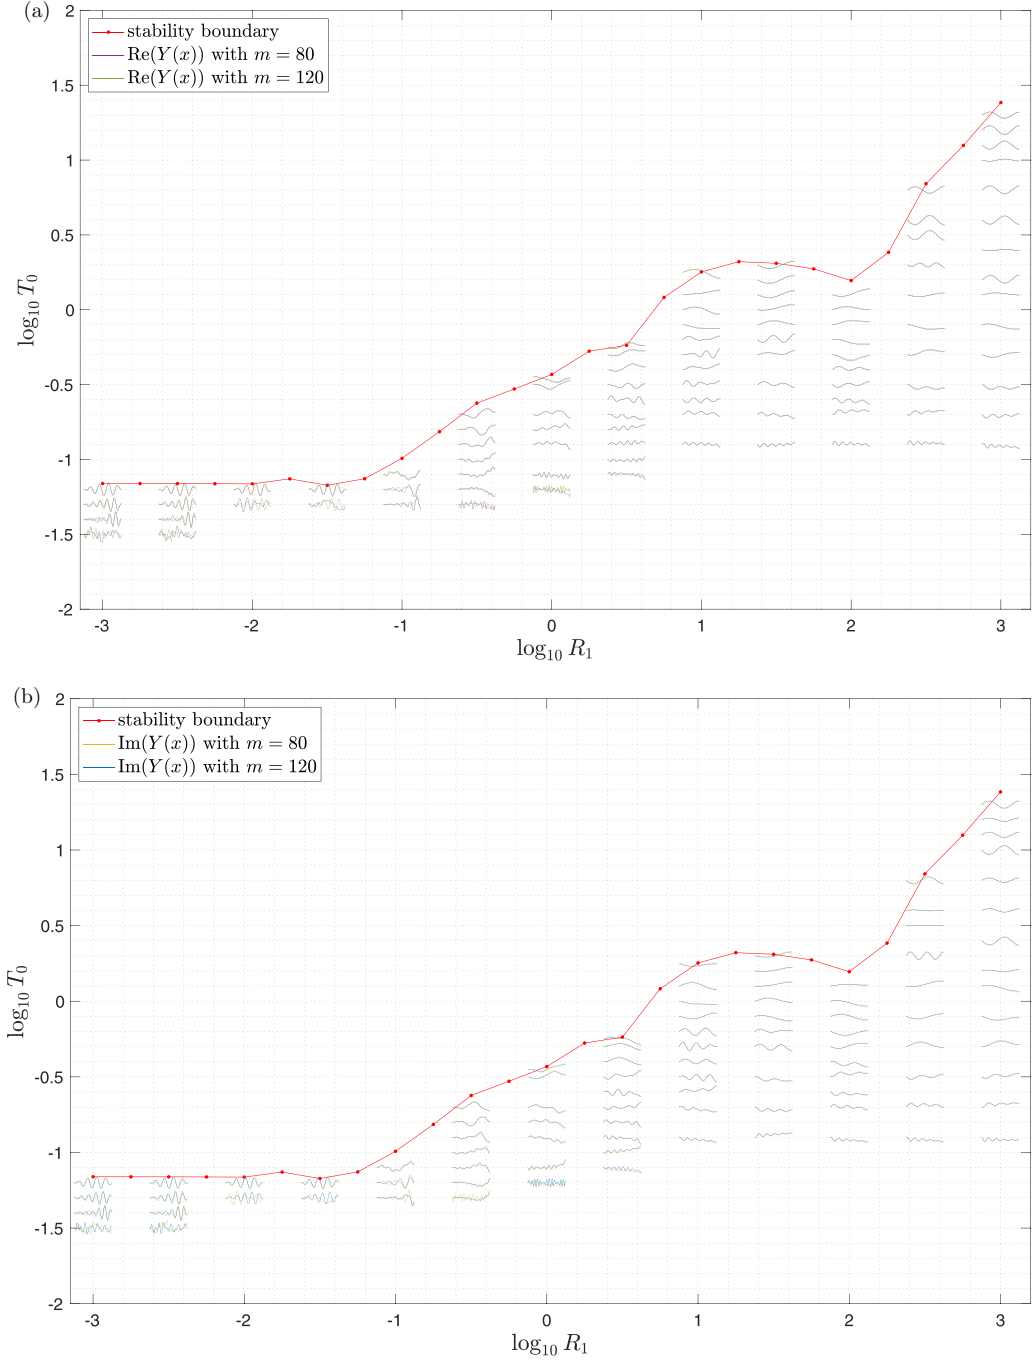 (a)
stability boundary
Re(Y(x)) with m = 80
Re(Y(x)) with m = 120
2
1.5
1
0.5
0
-0.5
-1
-1.5
-2
log₁₀ T₀
-3 -2 -1 0 1 2 3
log₁₀ R₁
(b)
stability boundary
Im(Y(x)) with m = 80
Im(Y(x)) with m = 120
2
1.5
1
0.5
0
-0.5
-1
-1.5
-2
log₁₀ T₀
-3 -2 -1 0 1 2 3
log₁₀ R₁